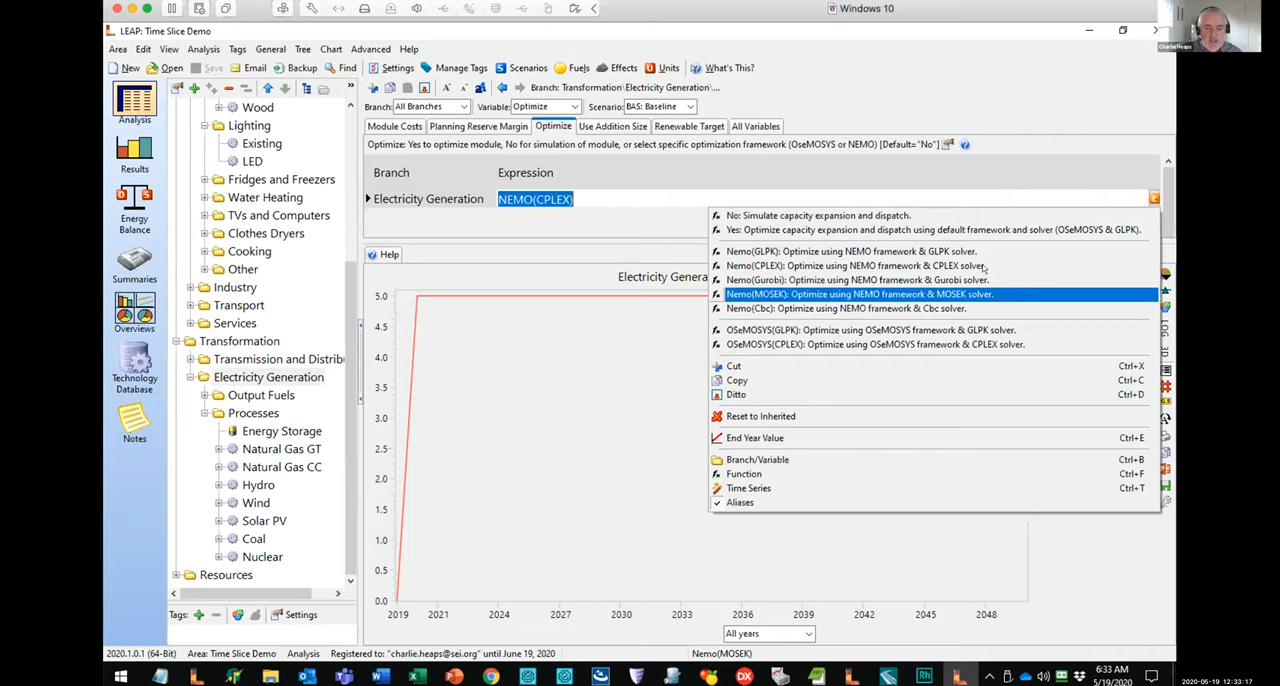 Windows 10
LEAP: Time Slice Demo
CharlieHeaps
Area Edit View Analysis Tags General Tree Chart Advanced Help
New Open Save Email Backup Find Settings Manage Tags Scenarios Fuels Effects Units What's This?
Branch: Transformation\Electricity Generation\...
Branch: All Branches Variable: Optimize Scenario: BAS: Baseline
Module Costs Planning Reserve Margin Optimize Use Addition Size Renewable Target All Variables
Optimize: Yes to optimize module, No for simulation of module, or select specific optimization framework (OseMOSYS or NEMO) [Default="No"]
Branch Expression
Electricity Generation NEMO(CPLEX)
Analysis
Results
Energy Balance
Summaries
Overviews
Technology Database
Notes
Wood
Lighting
Existing
LED
Fridges and Freezers
Water Heating
TVs and Computers
Clothes Dryers
Cooking
Other
Industry
Transport
Services
Transformation
Transmission and Distribu
Electricity Generation
Output Fuels
Processes
Energy Storage
Natural Gas GT
Natural Gas CC
Hydro
Wind
Solar PV
Coal
Nuclear
Resources
Tags: Settings
No: Simulate capacity expansion and dispatch.
Yes: Optimize capacity expansion and dispatch using default framework and solver (OSeMOSYS & GLPK).
Nemo(GLPK): Optimize using NEMO framework & GLPK solver.
Nemo(CPLEX): Optimize using NEMO framework & CPLEX solver.
Nemo(Gurobi): Optimize using NEMO framework & Gurobi solver.
Nemo(MOSEK): Optimize using NEMO framework & MOSEK solver.
Nemo(Cbc): Optimize using NEMO framework & Cbc solver.
OSeMOSYS(GLPK): Optimize using OSeMOSYS framework & GLPK solver.
OSeMOSYS(CPLEX): Optimize using OSeMOSYS framework & CPLEX solver.
Cut Ctrl+X
Copy Ctrl+C
Ditto Ctrl+D
Reset to Inherited
End Year Value Ctrl+E
Branch/Variable Ctrl+B
Function Ctrl+F
Time Series Ctrl+T
Aliases
Help
Electricity Genera
5.0
4.5
4.0
3.5
3.0
2.5
2.0
1.5
1.0
0.5
0.0
2019 2021 2024 2027 2030 2033 2036 2039 2042 2045 2048
All years
LOG
3D
2020.1.0.1 (64-Bit) Area: Time Slice Demo Analysis Registered to: "charlie.heaps@sei.org" until June 19, 2020 Nemo(MOSEK)
6:33 AM
5/19/2020
2020-05-19 12:33:17